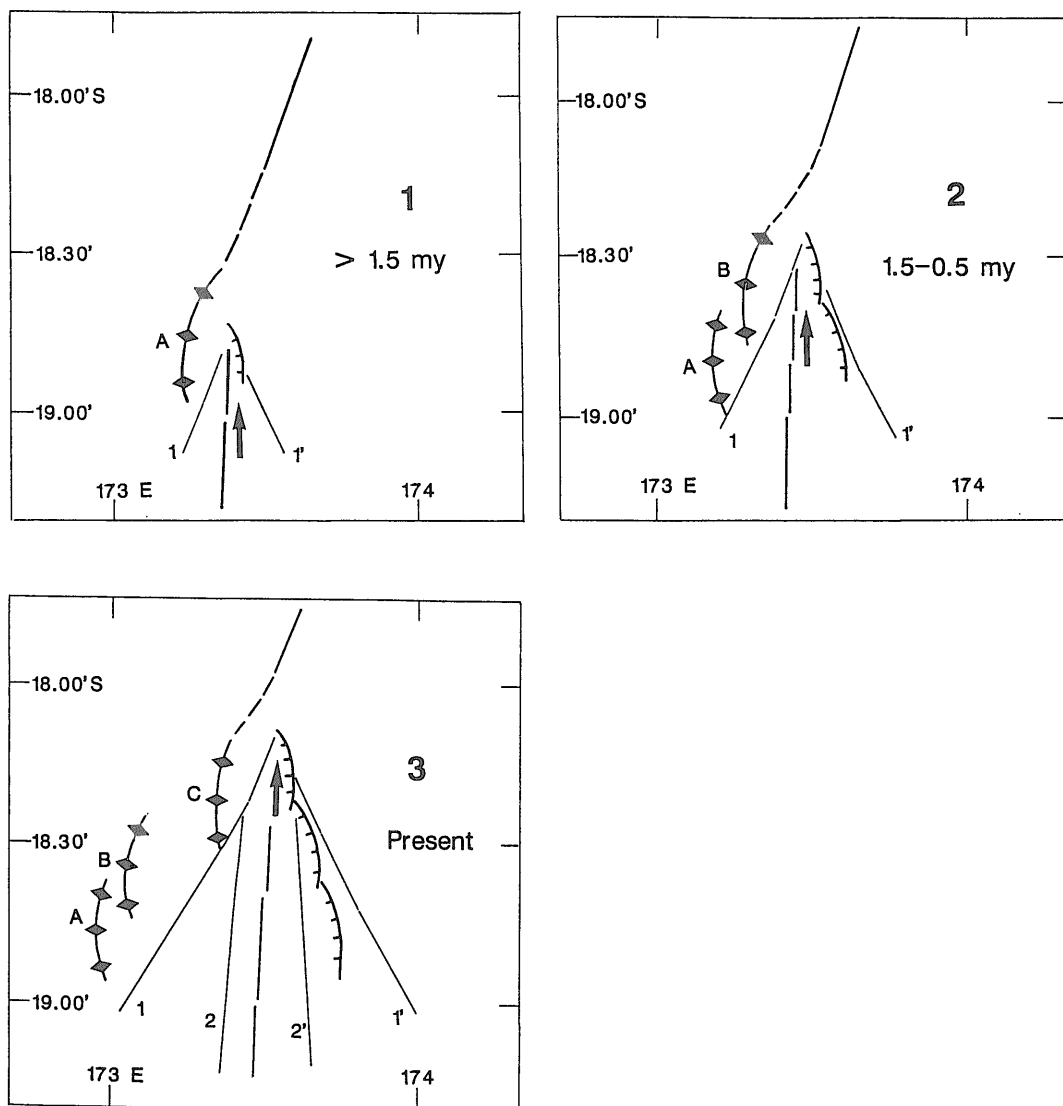 18.00'S
1
18.30'
> 1.5 my
A
19.00'
1
1'
173 E
174
18.00'S
2
18.30'
B
1.5-0.5 my
A
19.00'
1
1'
173 E
174
18.00'S
3
C
18.30'
Present
B
A
19.00'
1
2
2'
1'
173 E
174